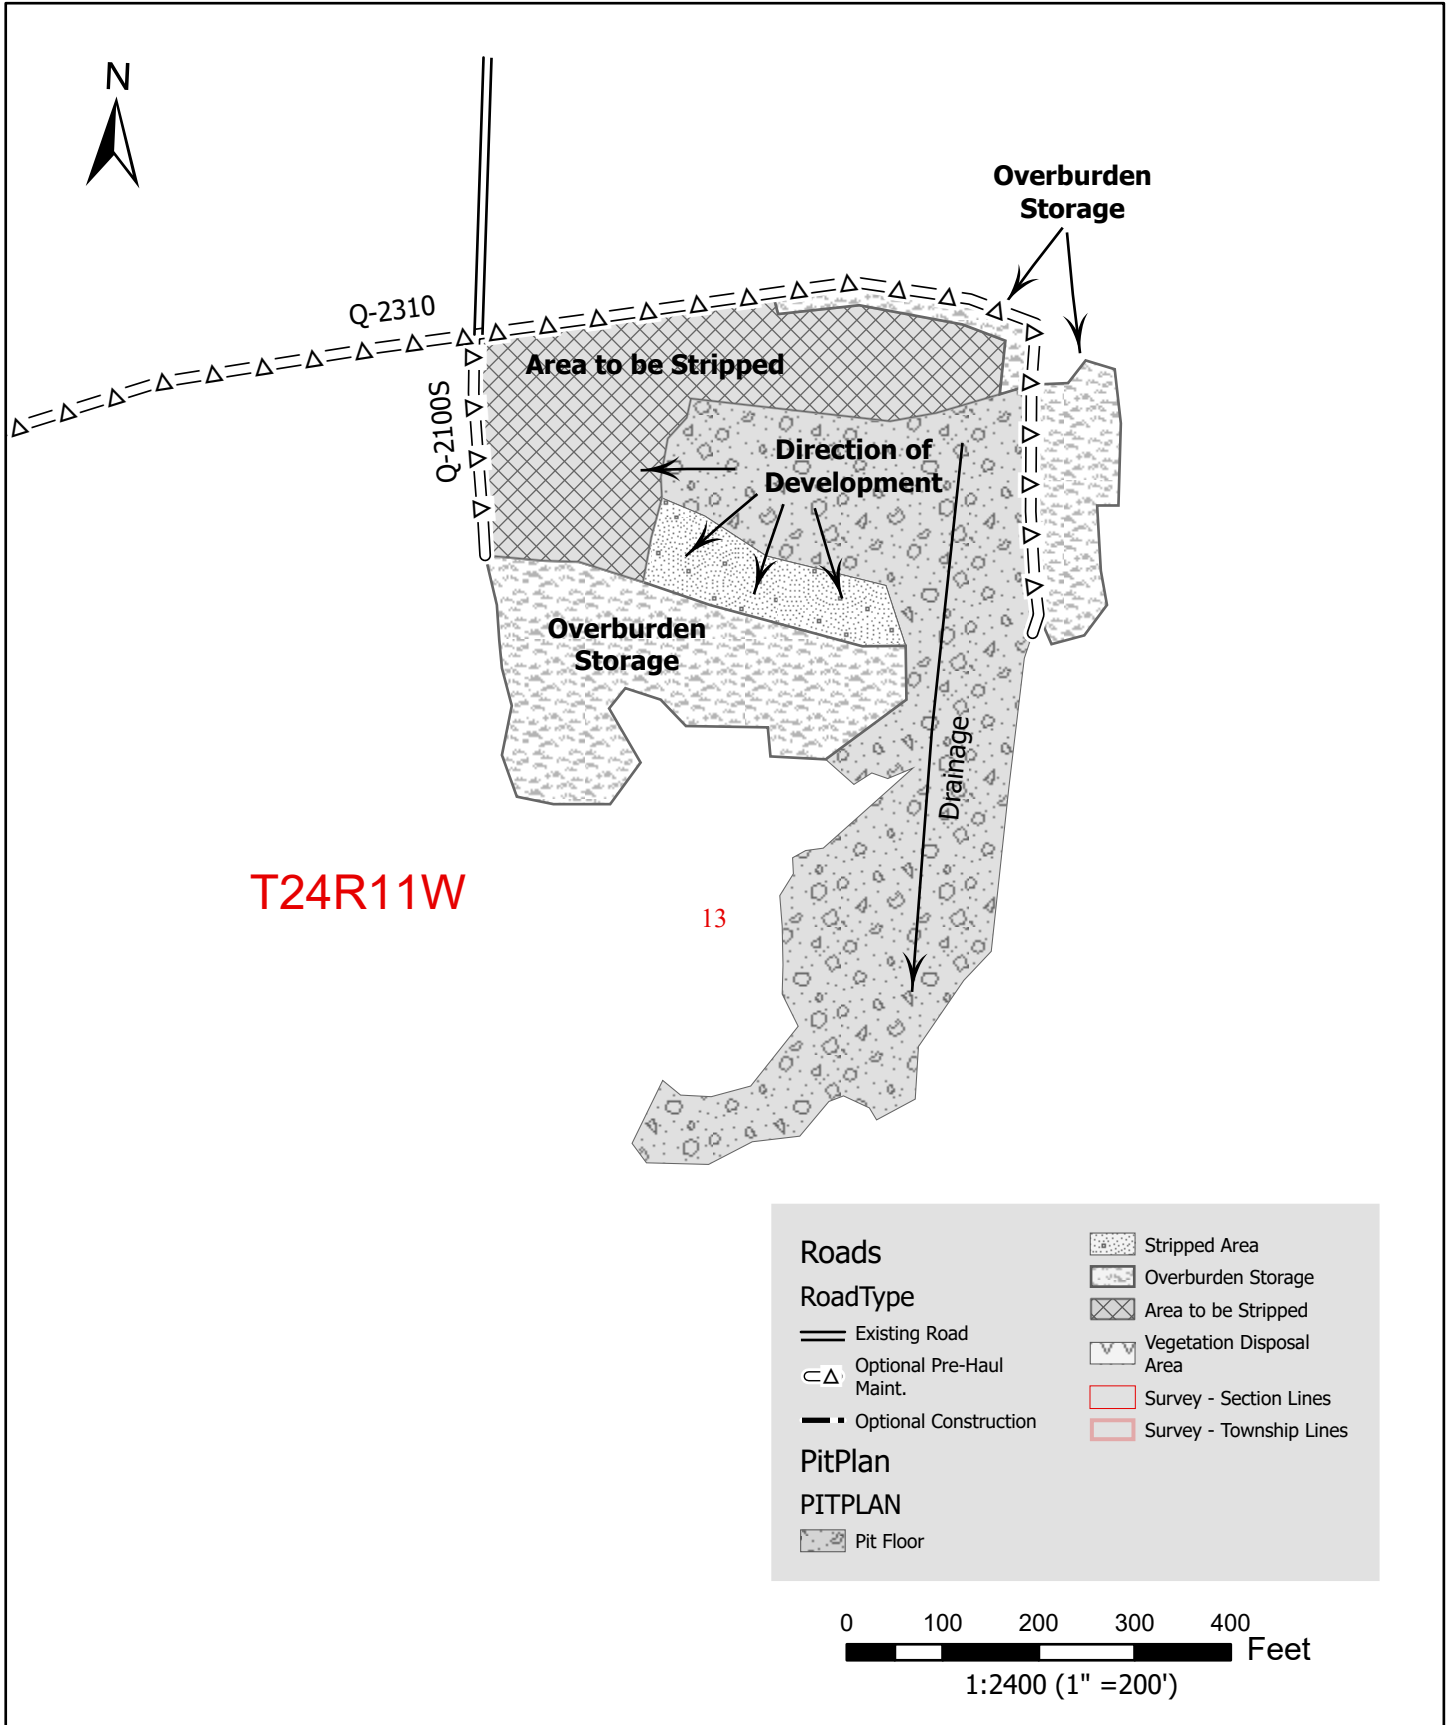 N
Overburden
Storage
Q-2310
Area to be Stripped
Q-2100S
Direction of
Development
Overburden
Storage
Drainage
T24R11W
13
Roads
RoadType
Existing Road
Optional Pre-Haul
Maint.
Optional Construction
PitPlan
PITPLAN
Pit Floor
Stripped Area
Overburden Storage
Area to be Stripped
Vegetation Disposal
Area
Survey - Section Lines
Survey - Township Lines
0 100 200 300 400
Feet
1:2400 (1" =200')